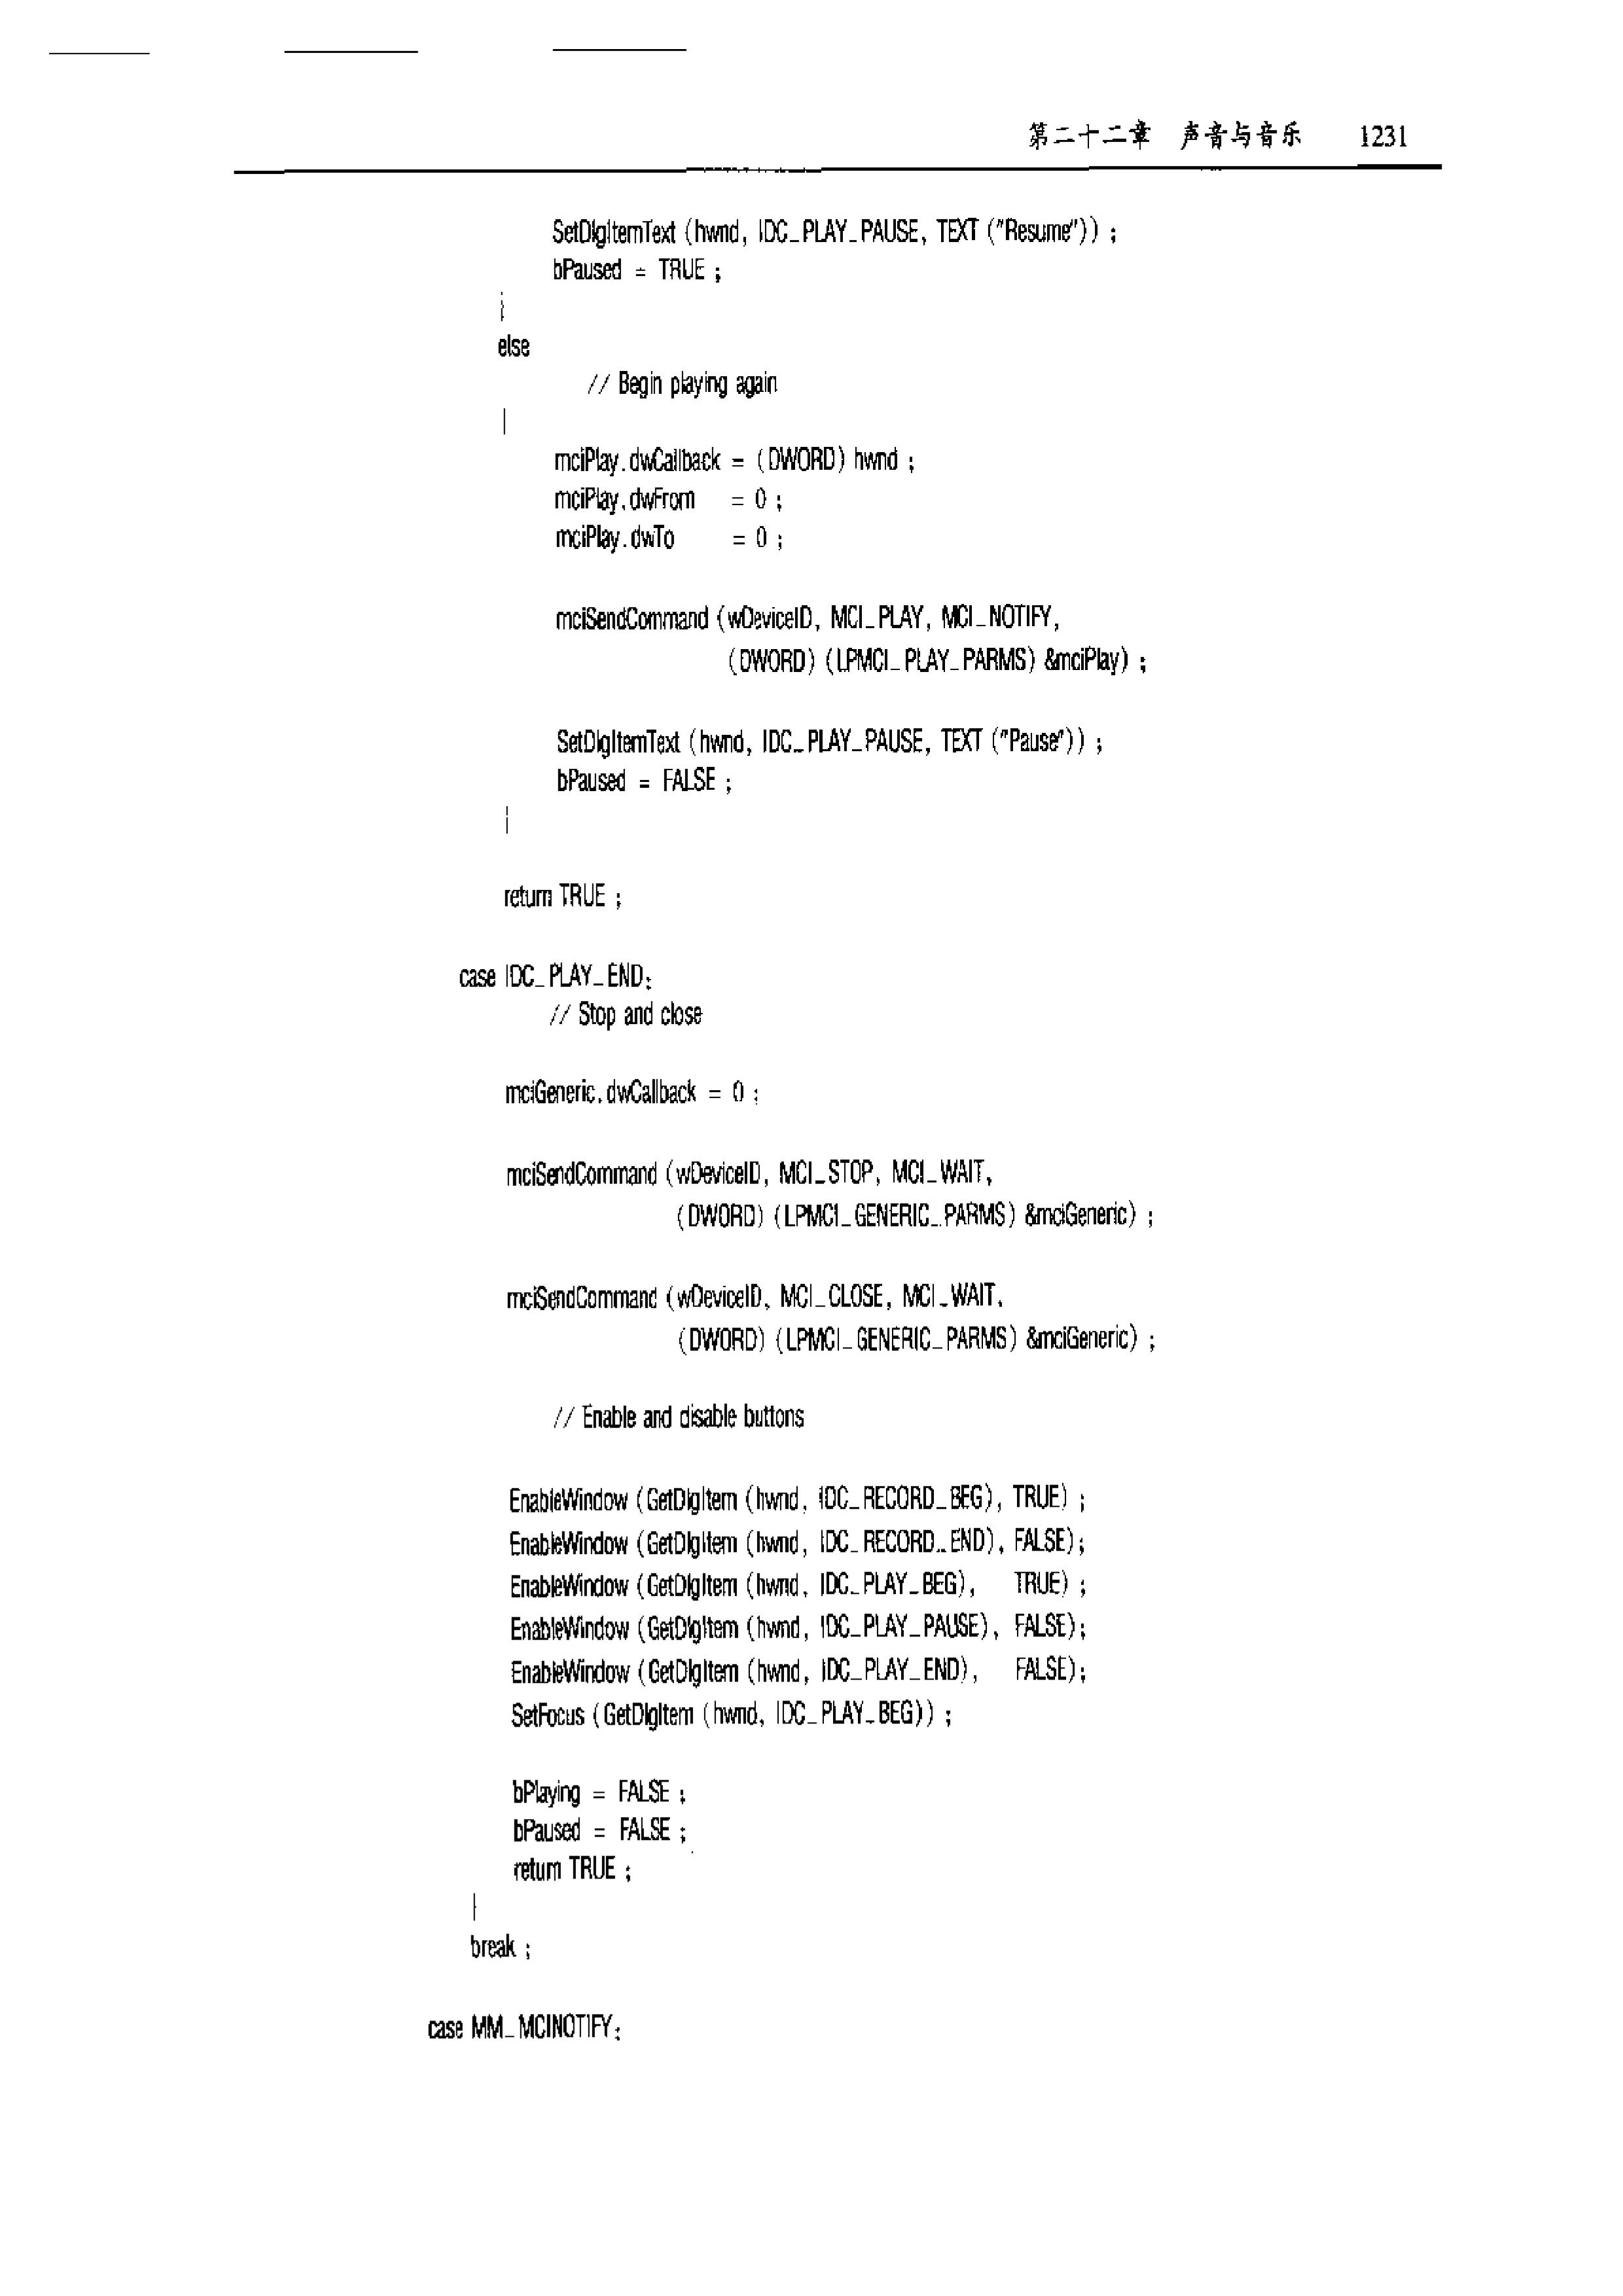 第二十二章 声音与音乐 1231
SetDlgItemText (hwnd, IDC_PLAY_PAUSE, TEXT ("Resume")) ;
bPaused = TRUE ;
}
else
// Begin playing again
{
mciPlay.dwCallback = (DWORD) hwnd ;
mciPlay.dwFrom = 0 ;
mciPlay.dwTo = 0 ;
mciSendCommand (wDeviceID, MCI_PLAY, MCI_NOTIFY,
(DWORD) (LPMCI_PLAY_PARMS) &mciPlay) ;
SetDlgItemText (hwnd, IDC_PLAY_PAUSE, TEXT ("Pause")) ;
bPaused = FALSE ;
}
return TRUE ;
case IDC_PLAY_END:
// Stop and close
mciGeneric.dwCallback = 0 ;
mciSendCommand (wDeviceID, MCI_STOP, MCI_WAIT,
(DWORD) (LPMCI_GENERIC_PARMS) &mciGeneric) ;
mciSendCommand (wDeviceID, MCI_CLOSE, MCI_WAIT,
(DWORD) (LPMCI_GENERIC_PARMS) &mciGeneric) ;
// Enable and disable buttons
EnableWindow (GetDlgItem (hwnd, IDC_RECORD_BEG), TRUE) ;
EnableWindow (GetDlgItem (hwnd, IDC_RECORD_END), FALSE);
EnableWindow (GetDlgItem (hwnd, IDC_PLAY_BEG), TRUE) ;
EnableWindow (GetDlgItem (hwnd, IDC_PLAY_PAUSE), FALSE);
EnableWindow (GetDlgItem (hwnd, IDC_PLAY_END), FALSE);
SetFocus (GetDlgItem (hwnd, IDC_PLAY_BEG)) ;
bPlaying = FALSE ;
bPaused = FALSE ;
return TRUE ;
}
break ;
case MM_MCINOTIFY: